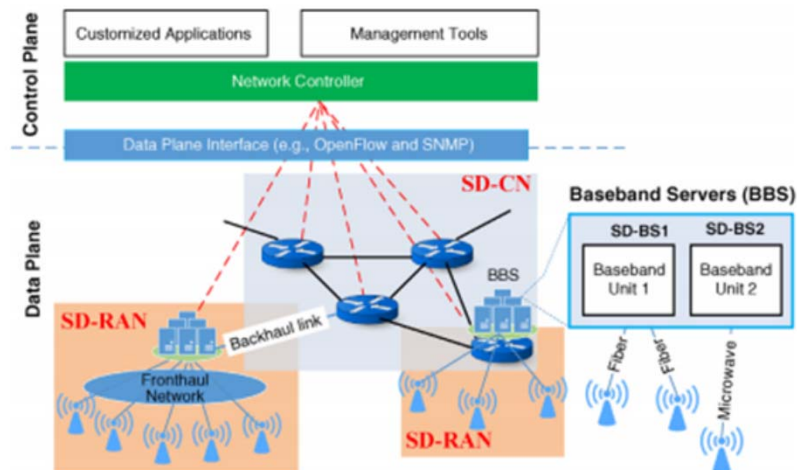 Control Plane
Customized Applications
Management Tools
Network Controller
Data Plane Interface (e.g., OpenFlow and SNMP)
Data Plane
SD-CN
BBS
SD-RAN
Backhaul link
Fronthaul
Network
SD-RAN
Baseband Servers (BBS)
SD-BS1
SD-BS2
Baseband
Unit 1
Baseband
Unit 2
Fiber
Fiber
Microwave